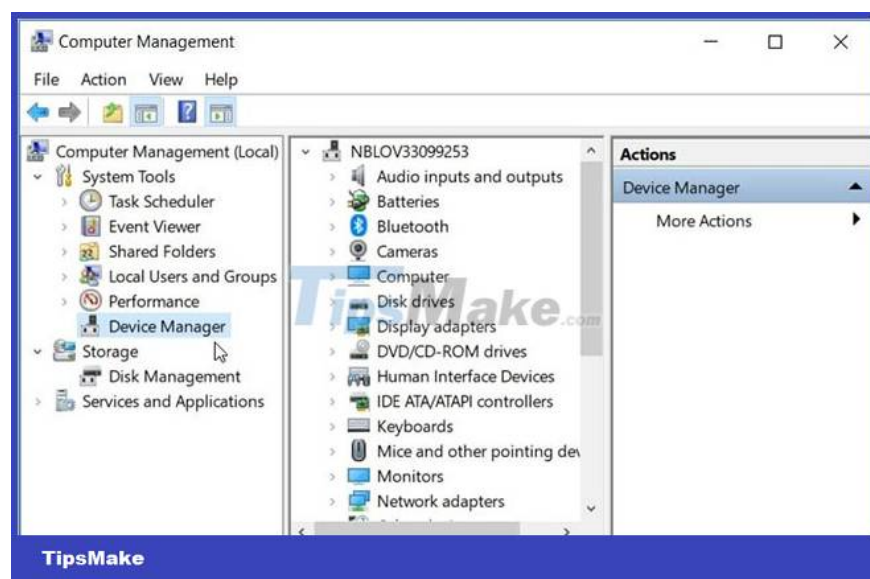 Computer Management
File Action View Help
Computer Management (Local)
System Tools
Task Scheduler
Event Viewer
Shared Folders
Local Users and Groups
Performance
Device Manager
Storage
Disk Management
Services and Applications
NBLOV33099253
Audio inputs and outputs
Batteries
Bluetooth
Cameras
Computer
Disk drives
Display adapters
DVD/CD-ROM drives
Human Interface Devices
IDE ATA/ATAPI controllers
Keyboards
Mice and other pointing dev
Monitors
Network adapters
Actions
Device Manager
More Actions
TipsMake.com
TipsMake